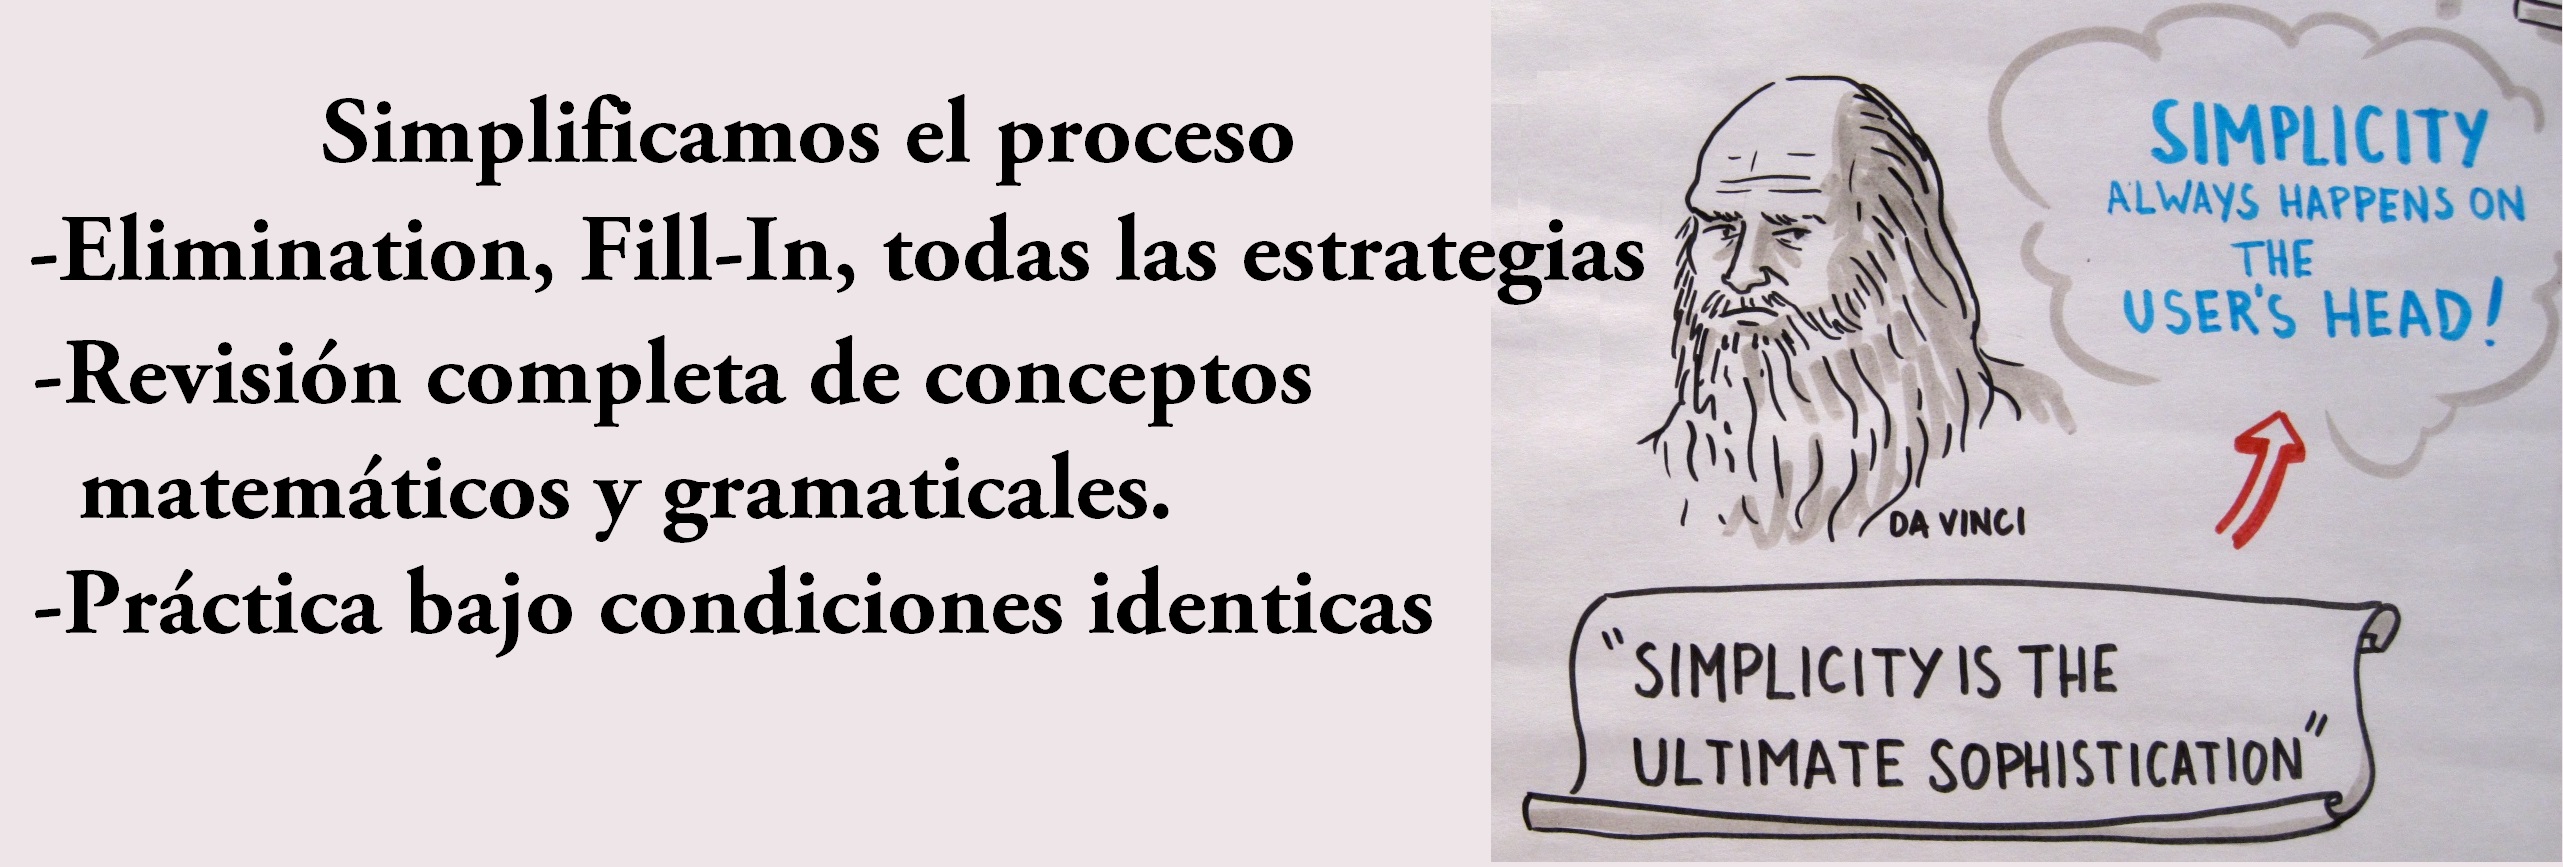 Simplificamos el proceso
-Elimination, Fill-In, todas las estrategias
-Revisión completa de conceptos
matemáticos y gramaticales.
-Práctica bajo condiciones identicas
SIMPLICITY
ALWAYS HAPPENS ON
THE
USER'S HEAD!
DA VINCI
"SIMPLICITY IS THE
ULTIMATE SOPHISTICATION"